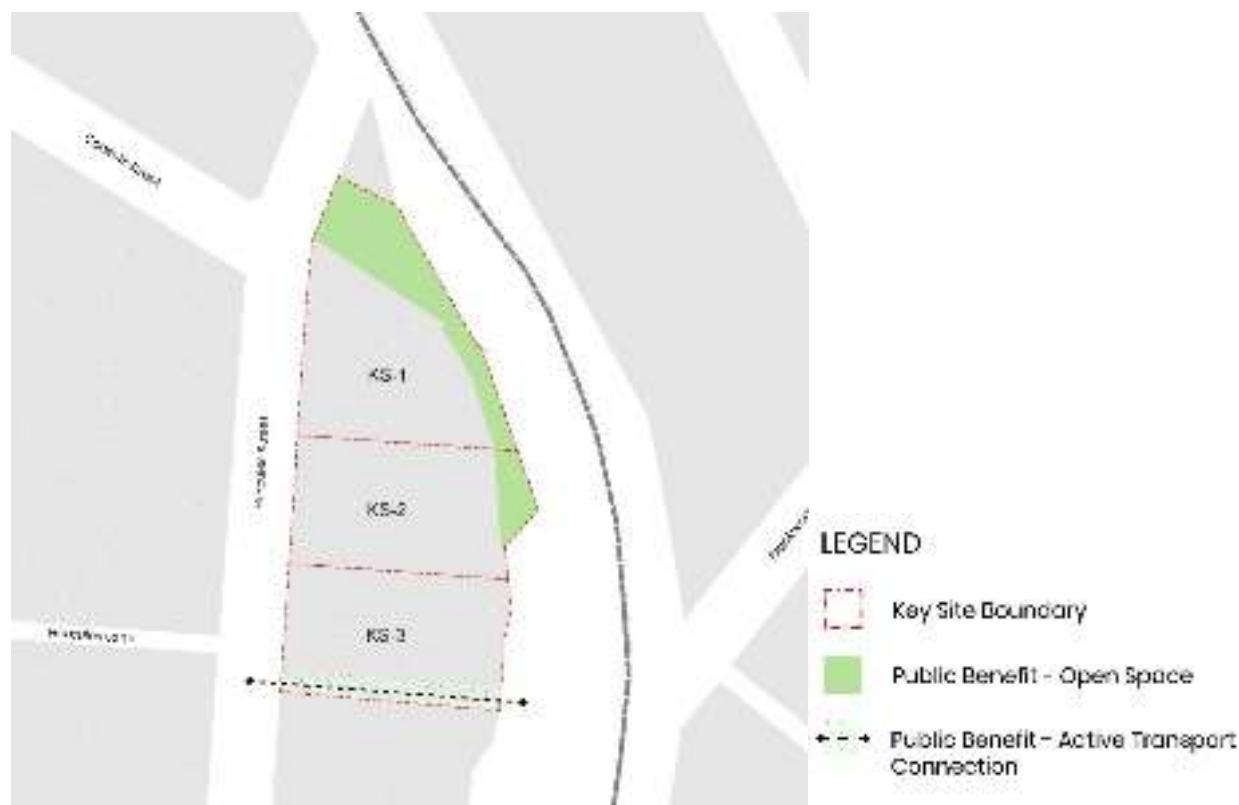 KS-1
KS-2
KS-3
LEGEND
Key Site Boundary
Public Benefit - Open Space
Public Benefit - Active Transport
Connection